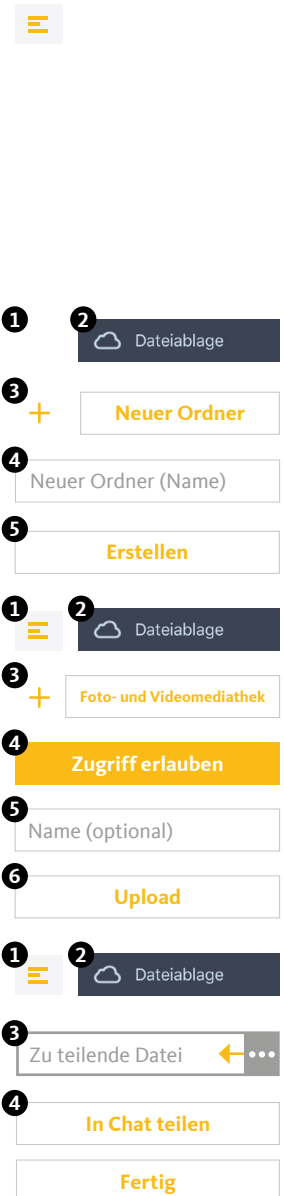 1 2 Dateiablage
3 + Neuer Ordner
4 Neuer Ordner (Name)
5 Erstellen
1 2 Dateiablage
3 + Foto- und Videomediathek
4 Zugriff erlauben
5 Name (optional)
6 Upload
1 2 Dateiablage
3 Zu teilende Datei
4 In Chat teilen
Fertig